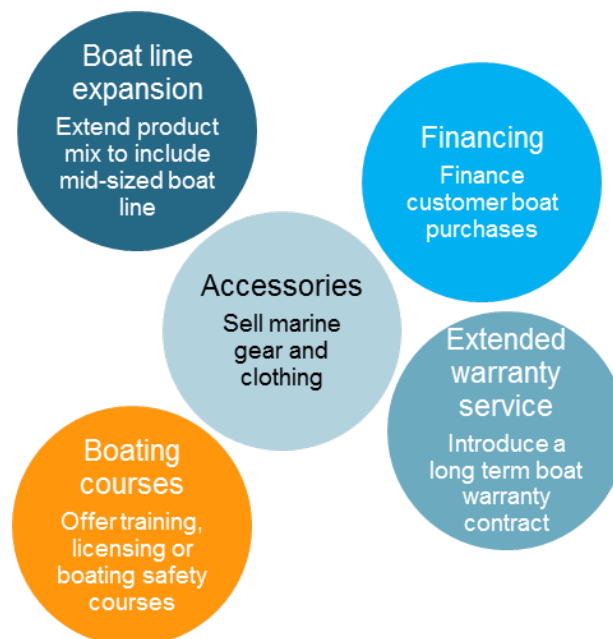 Boat line
expansion
Extend product
mix to include
mid-sized boat
line
Financing
Finance
customer boat
purchases
Accessories
Sell marine
gear and
clothing
Extended
warranty
service
Introduce a
long term boat
warranty
contract
Boating
courses
Offer training,
licensing or
boating safety
courses